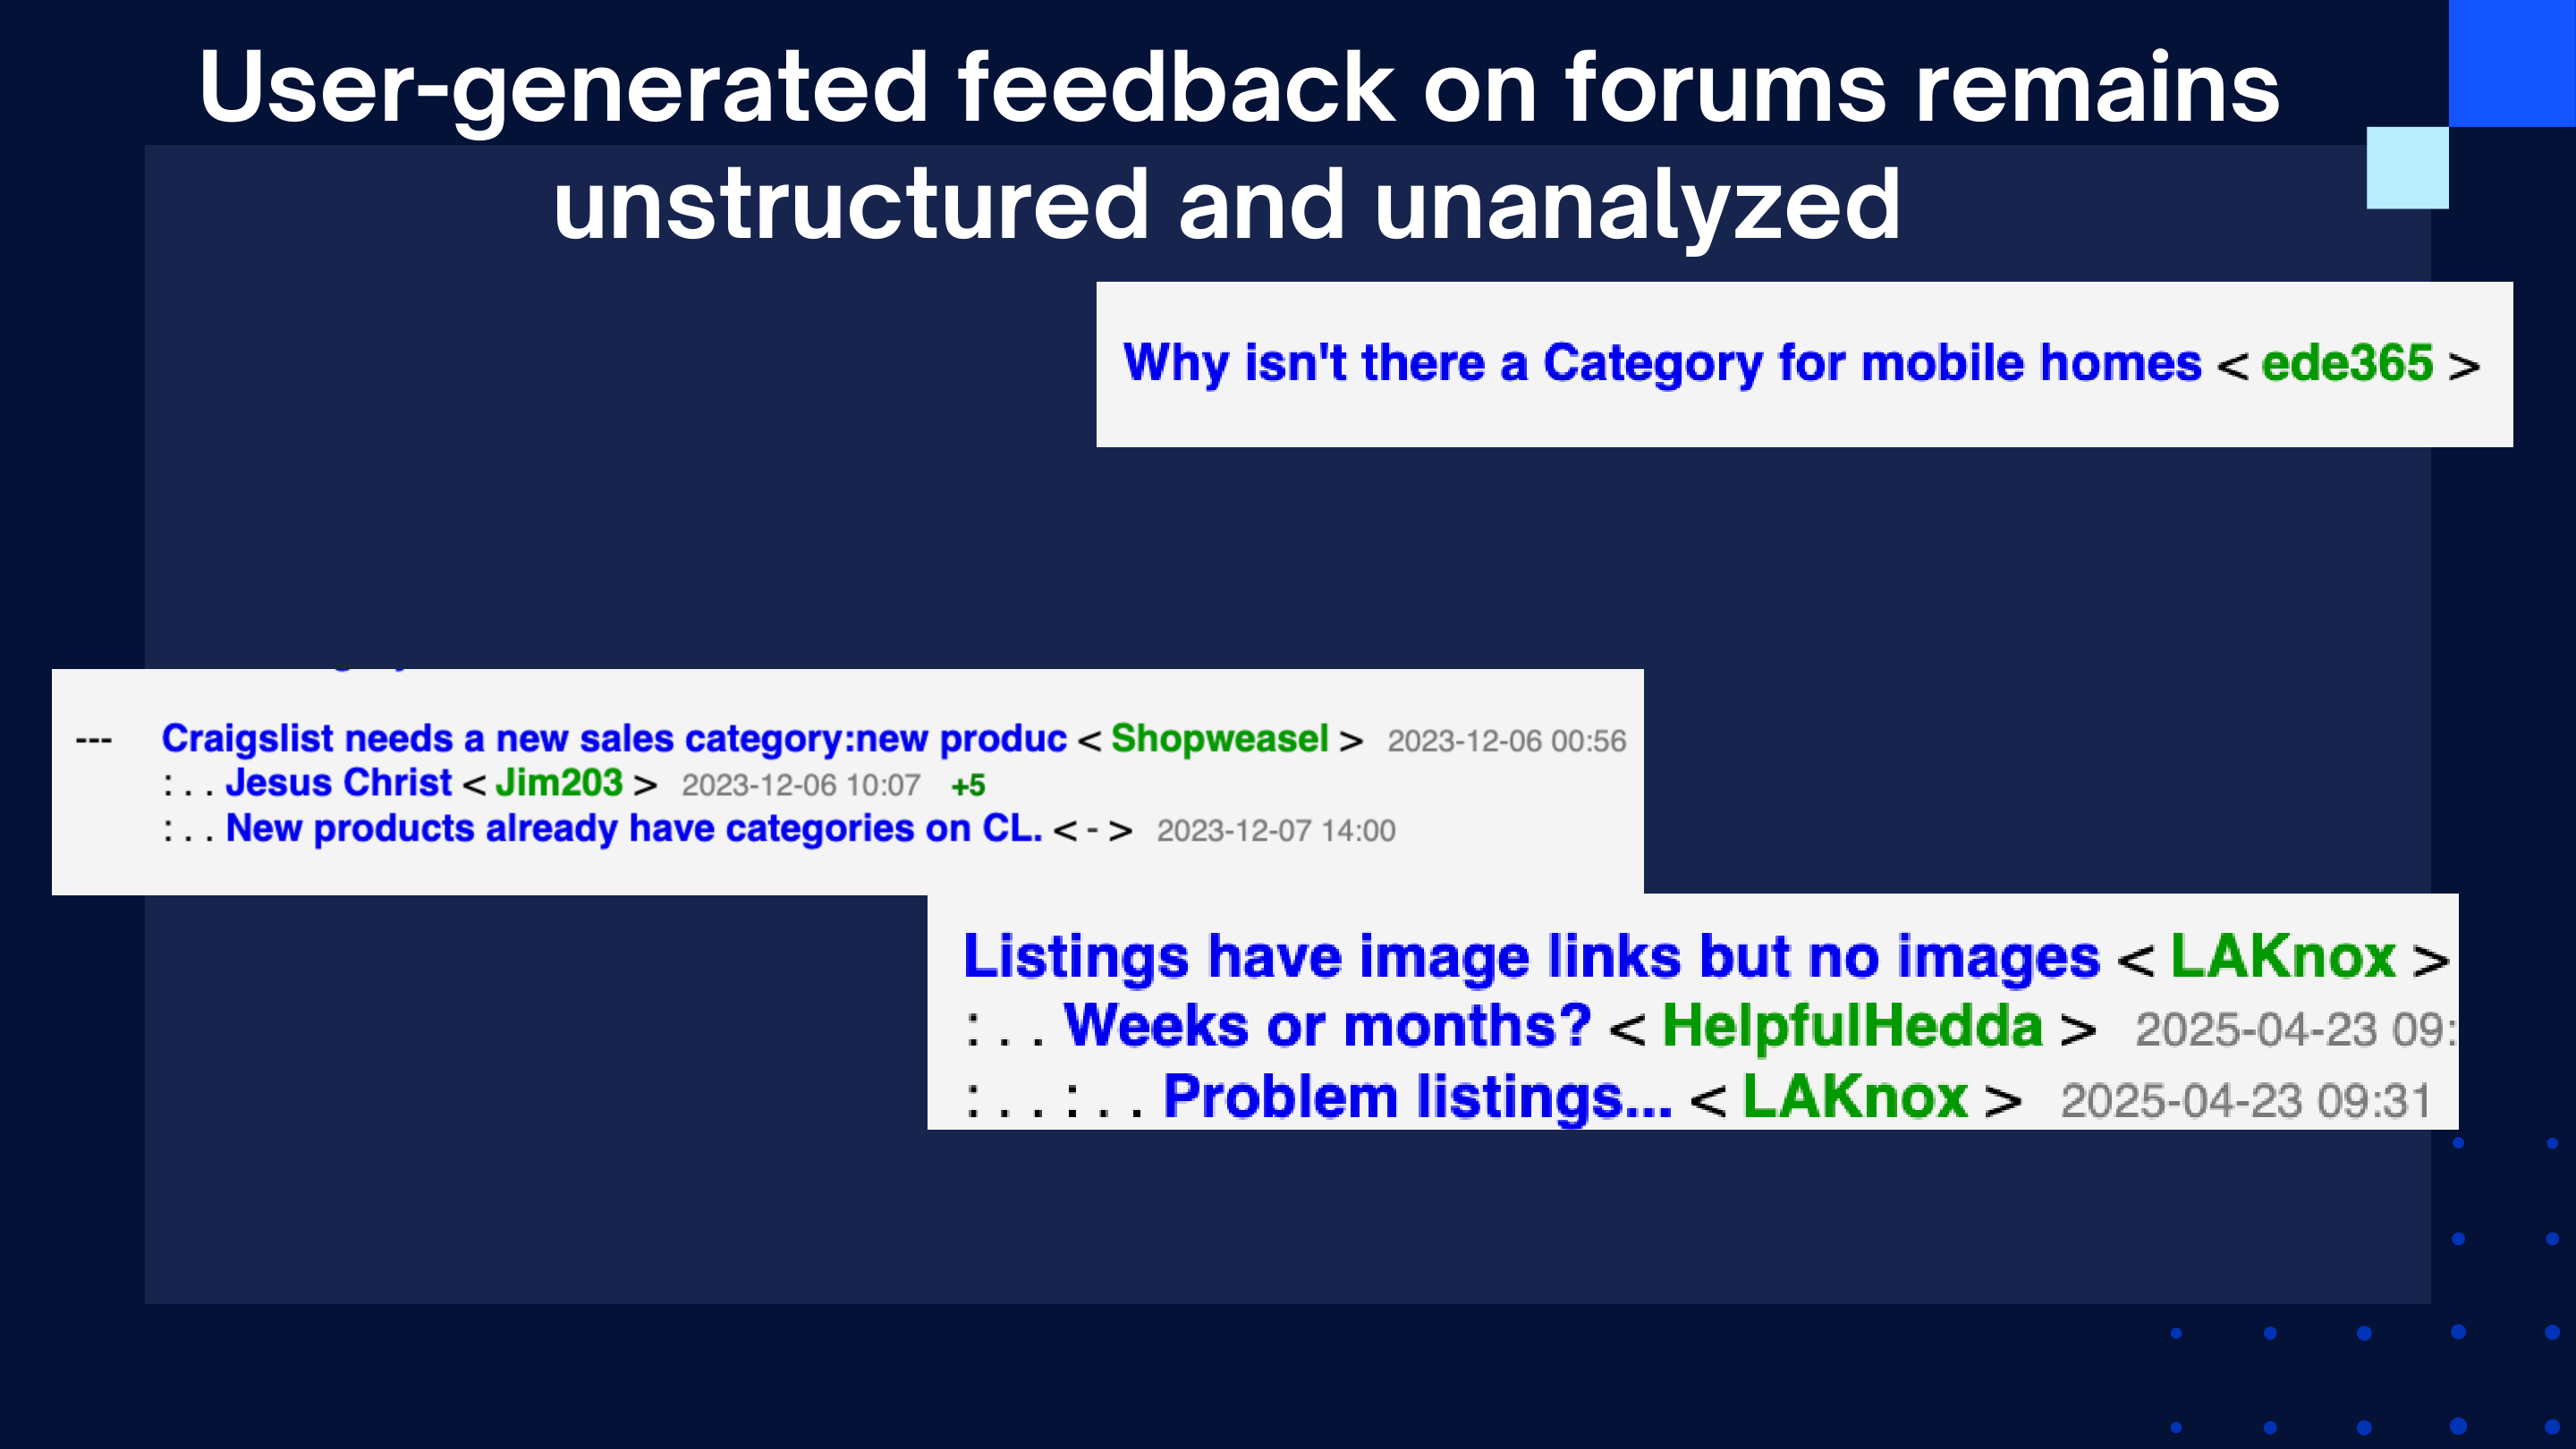 User-generated feedback on forums remains
unstructured and unanalyzed
Why isn't there a Category for mobile homes < ede365 >
--- Craigslist needs a new sales category:new produc < Shopweasel > 2023-12-06 00:56
: . . Jesus Christ < Jim203 > 2023-12-06 10:07 +5
: . . New products already have categories on CL. < - > 2023-12-07 14:00
Listings have image links but no images < LAKnox >
: . . Weeks or months? < HelpfulHedda > 2025-04-23 09:
: . . : . . Problem listings... < LAKnox > 2025-04-23 09:31